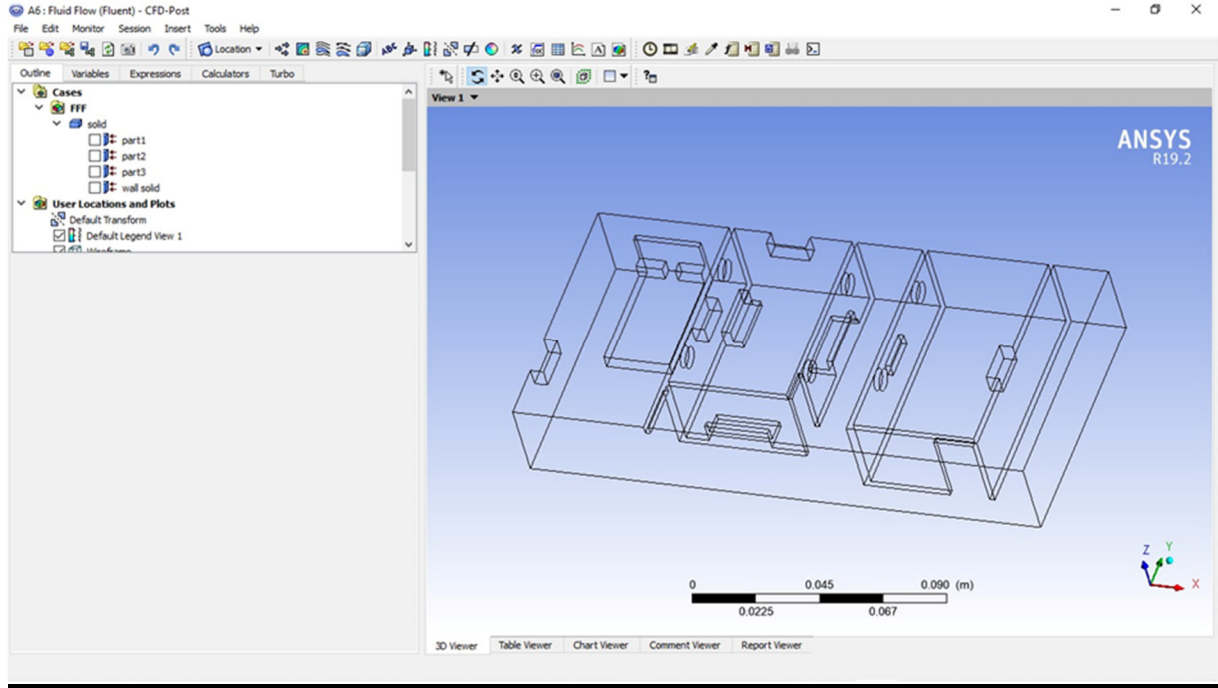 A6 : Fluid Flow (Fluent) - CFD-Post
File Edit Monitor Session Insert Tools Help
Location
Outline Variables Expressions Calculators Turbo
View 1
Cases
FFF
solid
part1
part2
part3
wall solid
User Locations and Plots
Default Transform
Default Legend View 1
Wireframe
ANSYS
R19.2
Z Y
X
0 0.045 0.090 (m)
0.0225 0.067
3D Viewer Table Viewer Chart Viewer Comment Viewer Report Viewer